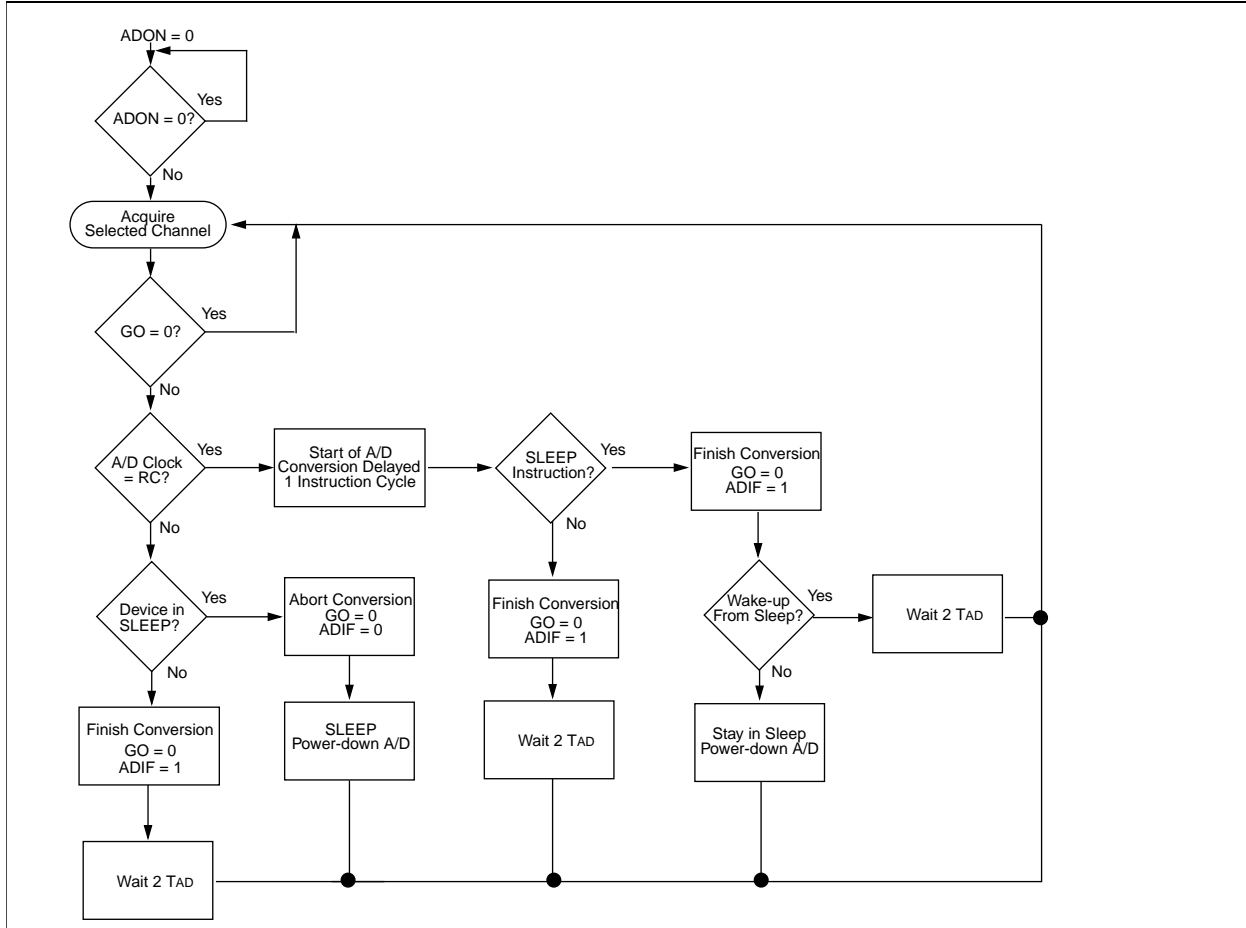 ADON = 0
Yes
ADON = 0?
No
Acquire
Selected Channel
Yes
GO = 0?
No
Yes
A/D Clock
= RC?
No
Start of A/D
Conversion Delayed
1 Instruction Cycle
SLEEP
Instruction?
Yes
No
Finish Conversion
GO = 0
ADIF = 1
Device in
SLEEP?
Yes
No
Abort Conversion
GO = 0
ADIF = 0
Finish Conversion
GO = 0
ADIF = 1
Wake-up
From Sleep?
Yes
No
Wait 2 TAD
Finish Conversion
GO = 0
ADIF = 1
SLEEP
Power-down A/D
Wait 2 TAD
Stay in Sleep
Power-down A/D
Wait 2 TAD